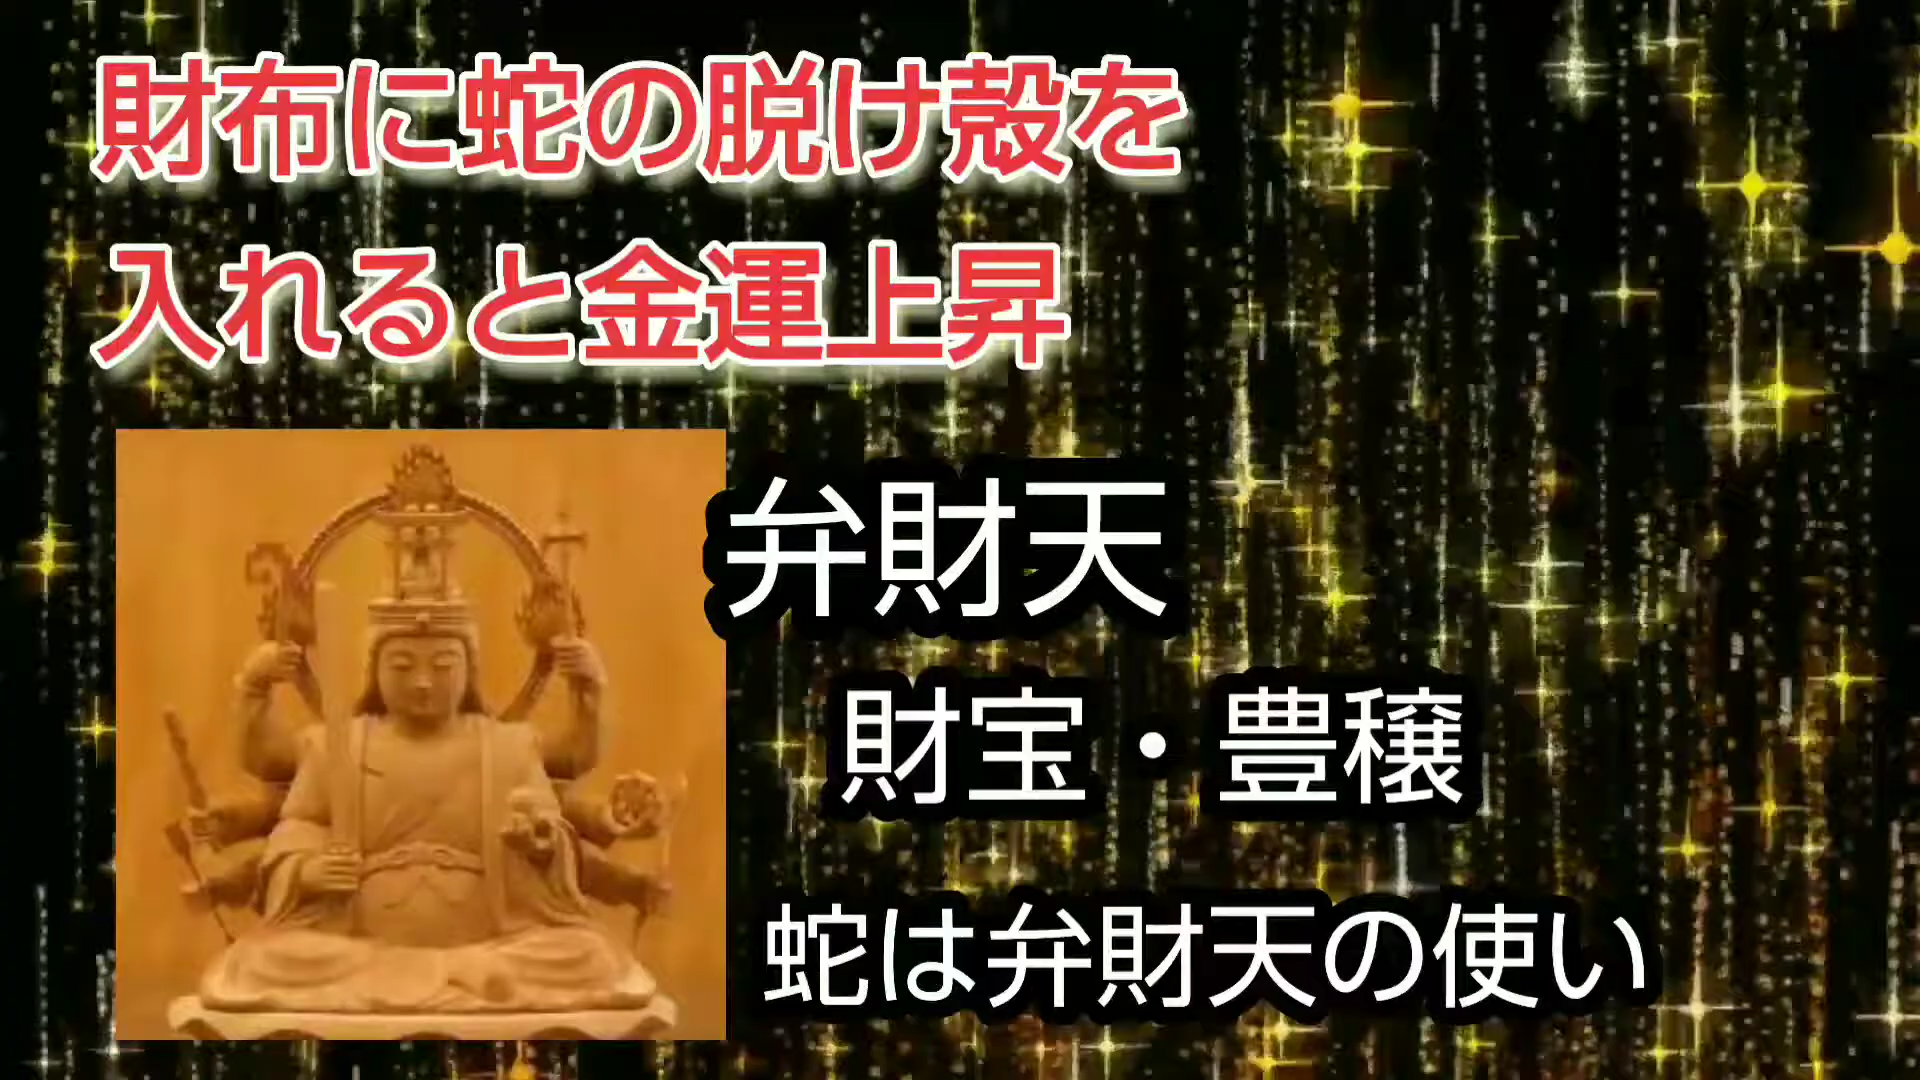 財布に蛇の脱け殻を
入れると金運上昇
弁財天
財宝・豊穣
蛇は弁財天の使い